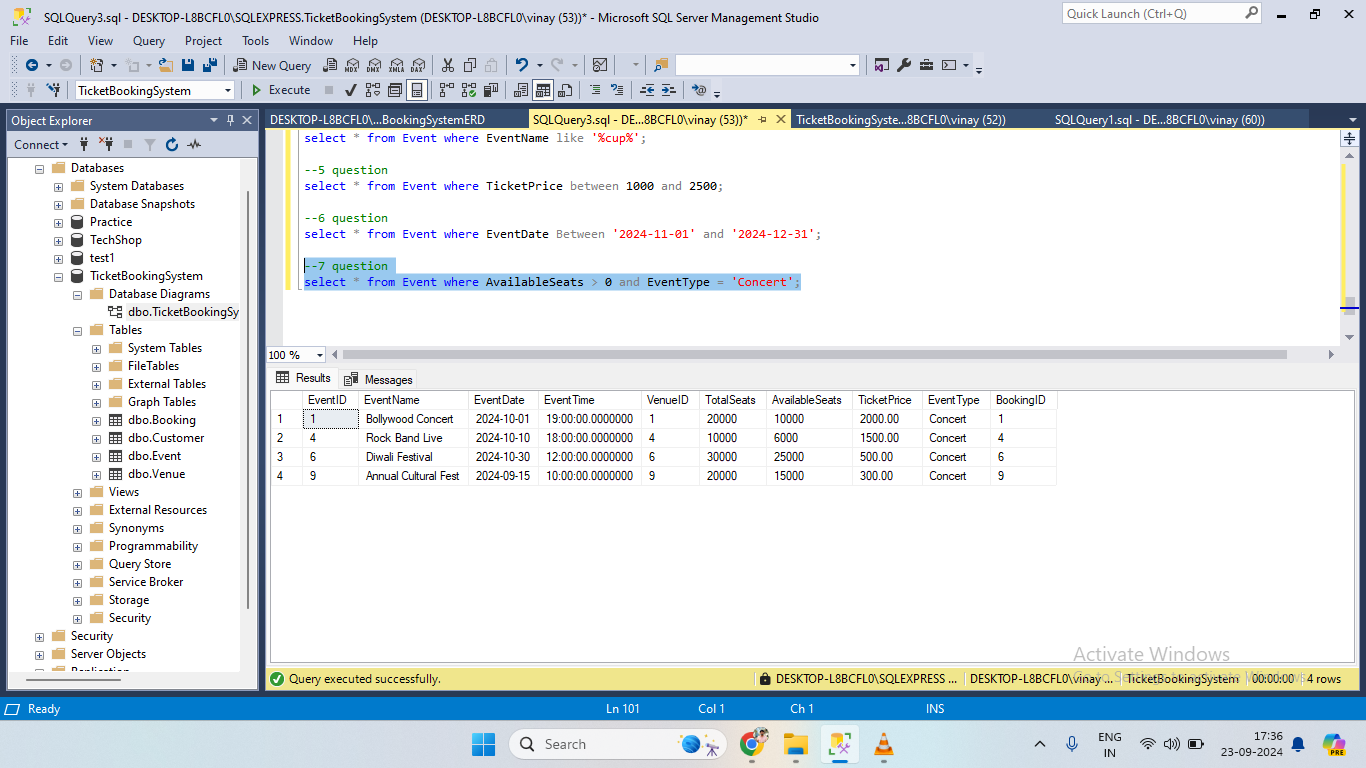 SQLQuery3.sql - DESKTOP-L8BCFL0\SQLEXPRESS.TicketBookingSystem (DESKTOP-L8BCFL0\vinay (53))* - Microsoft SQL Server Management Studio
Quick Launch (Ctrl+Q)
File Edit View Query Project Tools Window Help
New Query MDX DMX XMLA DAX
TicketBookingSystem Execute
Object Explorer
DESKTOP-L8BCFL0\...BookingSystemERD SQLQuery3.sql - DE...8BCFL0\vinay (53))* TicketBookingSyste...8BCFL0\vinay (52)) SQLQuery1.sql - DE...8BCFL0\vinay (60))
Connect
Databases
System Databases
Database Snapshots
Practice
TechShop
test1
TicketBookingSystem
Database Diagrams
dbo.TicketBookingSy
Tables
System Tables
FileTables
External Tables
Graph Tables
dbo.Booking
dbo.Customer
dbo.Event
dbo.Venue
Views
External Resources
Synonyms
Programmability
Query Store
Service Broker
Storage
Security
Security
Server Objects
Replication
select * from Event where EventName like '%cup%';
--5 question
select * from Event where TicketPrice between 1000 and 2500;
--6 question
select * from Event where EventDate Between '2024-11-01' and '2024-12-31';
--7 question
select * from Event where AvailableSeats > 0 and EventType = 'Concert';
100 %
Results Messages
EventID EventName EventDate EventTime VenueID TotalSeats AvailableSeats TicketPrice EventType BookingID
1 1 Bollywood Concert 2024-10-01 19:00:00.0000000 1 20000 10000 2000.00 Concert 1
2 4 Rock Band Live 2024-10-10 18:00:00.0000000 4 10000 6000 1500.00 Concert 4
3 6 Diwali Festival 2024-10-30 12:00:00.0000000 6 30000 25000 500.00 Concert 6
4 9 Annual Cultural Fest 2024-09-15 10:00:00.0000000 9 20000 15000 300.00 Concert 9
Activate Windows
Go to Settings to activate Windows.
Query executed successfully. DESKTOP-L8BCFL0\SQLEXPRESS ... DESKTOP-L8BCFL0\vinay ... TicketBookingSystem 00:00:00 4 rows
Ready Ln 101 Col 1 Ch 1 INS
Search
ENG
IN
17:36
23-09-2024
PRE